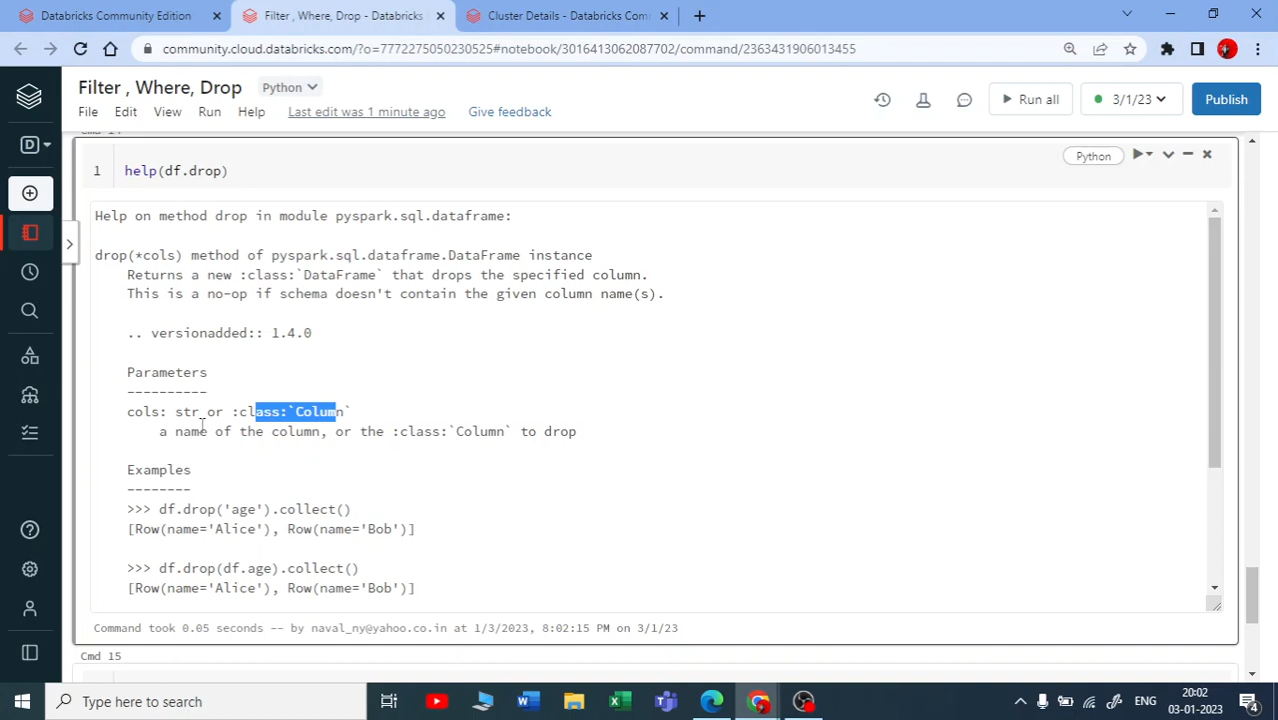 Databricks Community Edition
Filter , Where, Drop - Databricks
Cluster Details - Databricks Com
community.cloud.databricks.com/?o=7772275050230525#notebook/3016413062087702/command/2363431906013455
Filter , Where, Drop Python
Run all
3/1/23
Publish
File Edit View Run Help Last edit was 1 minute ago Give feedback
D
1 help(df.drop)
Python
Help on method drop in module pyspark.sql.dataframe:
drop(*cols) method of pyspark.sql.dataframe.DataFrame instance
Returns a new :class:`DataFrame` that drops the specified column.
This is a no-op if schema doesn't contain the given column name(s).
.. versionadded:: 1.4.0
Parameters
----------
cols: str or :class:`Column`
a name of the column, or the :class:`Column` to drop
Examples
--------
>>> df.drop('age').collect()
[Row(name='Alice'), Row(name='Bob')]
>>> df.drop(df.age).collect()
[Row(name='Alice'), Row(name='Bob')]
Command took 0.05 seconds -- by naval_ny@yahoo.co.in at 1/3/2023, 8:02:15 PM on 3/1/23
Cmd 15
Type here to search
ENG
20:02
03-01-2023
4